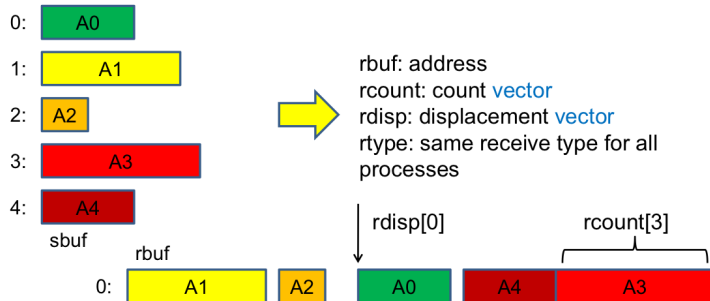 0: A0
1: A1
2: A2
3: A3
4: A4
sbuf
rbuf: address
rcount: count vector
rdisp: displacement vector
rtype: same receive type for all
processes
rdisp[0]
rcount[3]
rbuf
0: A1 A2 A0 A4 A3